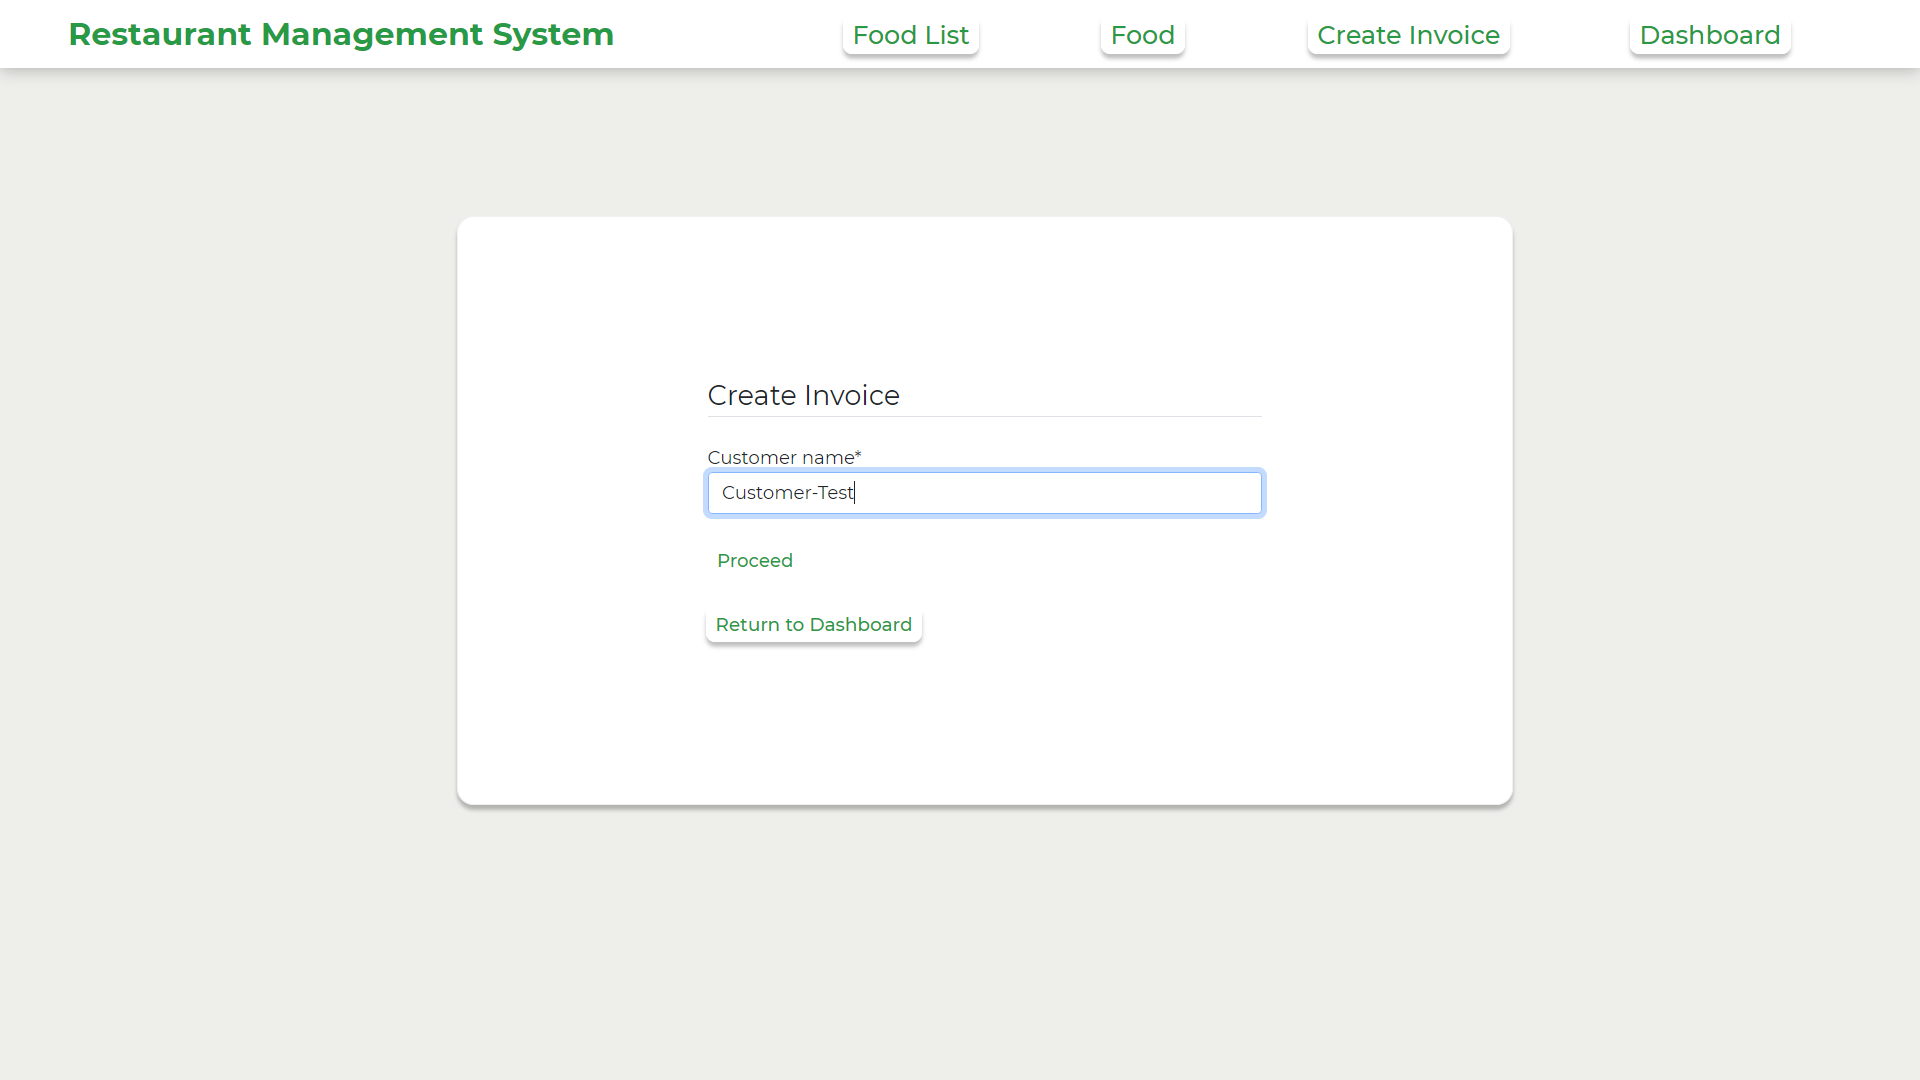 Restaurant Management System
Food List
Food
Create Invoice
Dashboard
Create Invoice
Customer name*
Customer-Test
Proceed
Return to Dashboard